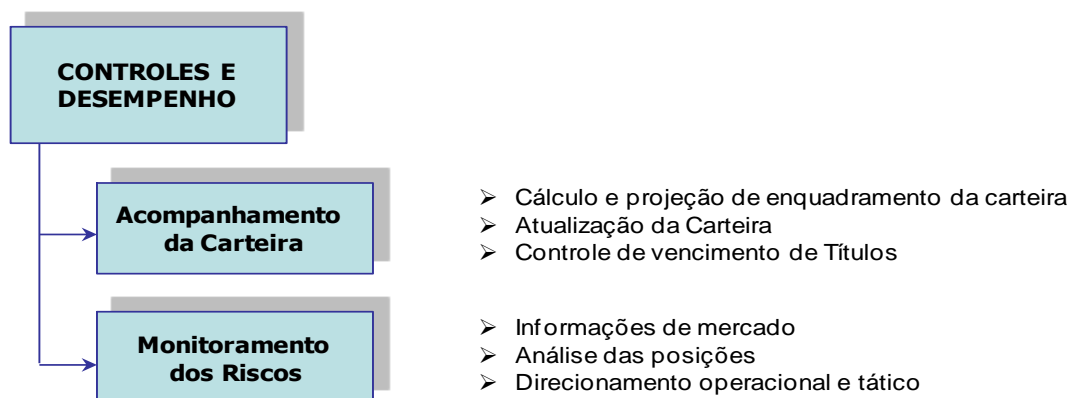 CONTROLES E
DESEMPENHO
Acompanhamento
da Carteira
➢ Cálculo e projeção de enquadramento da carteira
➢ Atualização da Carteira
➢ Controle de vencimento de Títulos
Monitoramento
dos Riscos
➢ Informações de mercado
➢ Análise das posições
➢ Direcionamento operacional e tático